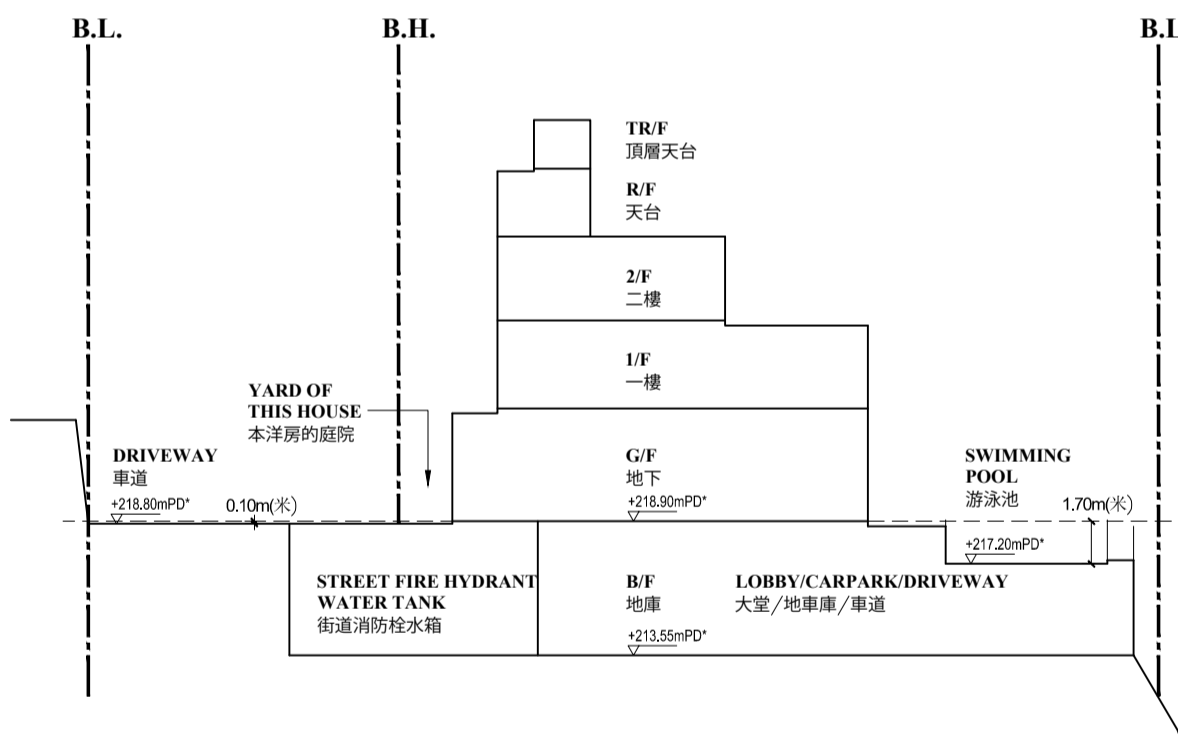 B.L.
B.H.
B.L
TR/F
頂層天台
R/F
天台
2/F
二樓
1/F
一樓
YARD OF
THIS HOUSE
本洋房的庭院
DRIVEWAY
車道
+218.80mPD*
0.10m(米)
G/F
地下
+218.90mPD*
SWIMMING
POOL
游泳池
1.70m(米)
+217.20mPD*
STREET FIRE HYDRANT
WATER TANK
街道消防栓水箱
B/F
地庫
+213.55mPD*
LOBBY/CARPARK/DRIVEWAY
大堂/地車庫/車道